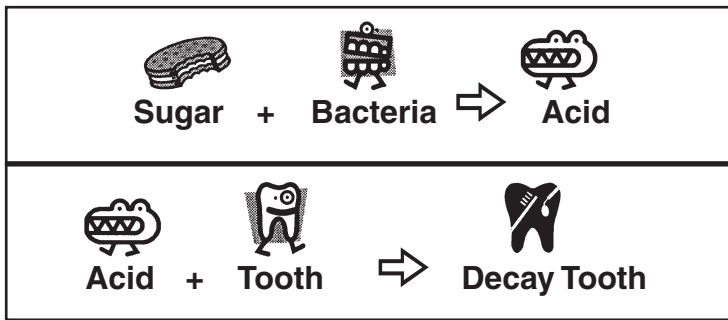 Sugar + Bacteria ⇨ Acid
Acid + Tooth ⇨ Decay Tooth